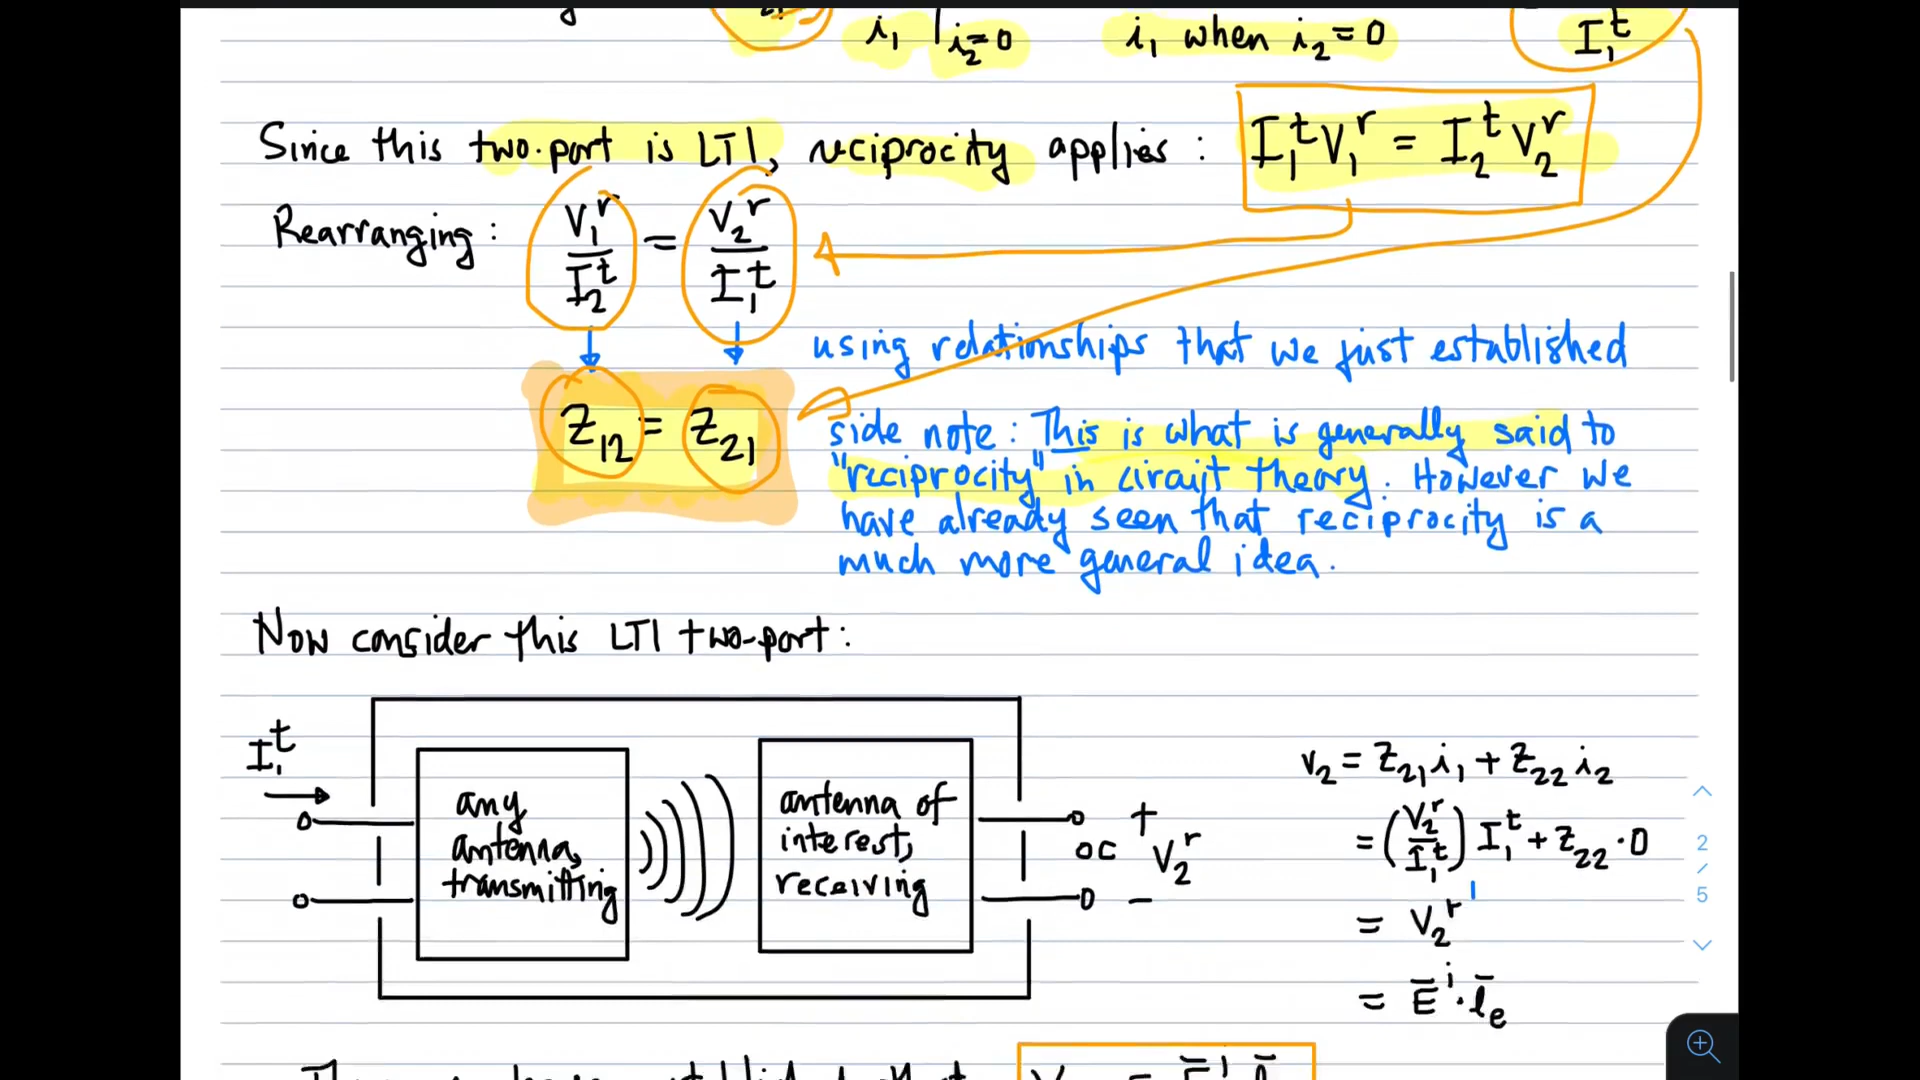 i₁ |i₂=0 i₁ when i₂=0 I₁ᵗ
Since this two-port is LTI, reciprocity applies : I₁ᵗV₁ʳ = I₂ᵗV₂ʳ
Rearranging : V₁ʳ/I₂ᵗ = V₂ʳ/I₁ᵗ
using relationships that we just established
Z₁₂ = Z₂₁
side note : This is what is generally said to
"reciprocity" in circuit theory. However we
have already seen that reciprocity is a
much more general idea.
Now consider this LTI two-port :
I₁ᵗ
any
antenna,
transmitting
antenna of
interest,
receiving
+
oc V₂ʳ
−
v₂ = Z₂₁i₁ + Z₂₂i₂
= (V₂ʳ/I₁ᵗ) I₁ᵗ + Z₂₂·0
= V₂ʳ
= Ēⁱ·l̄ₑ
2
/
5